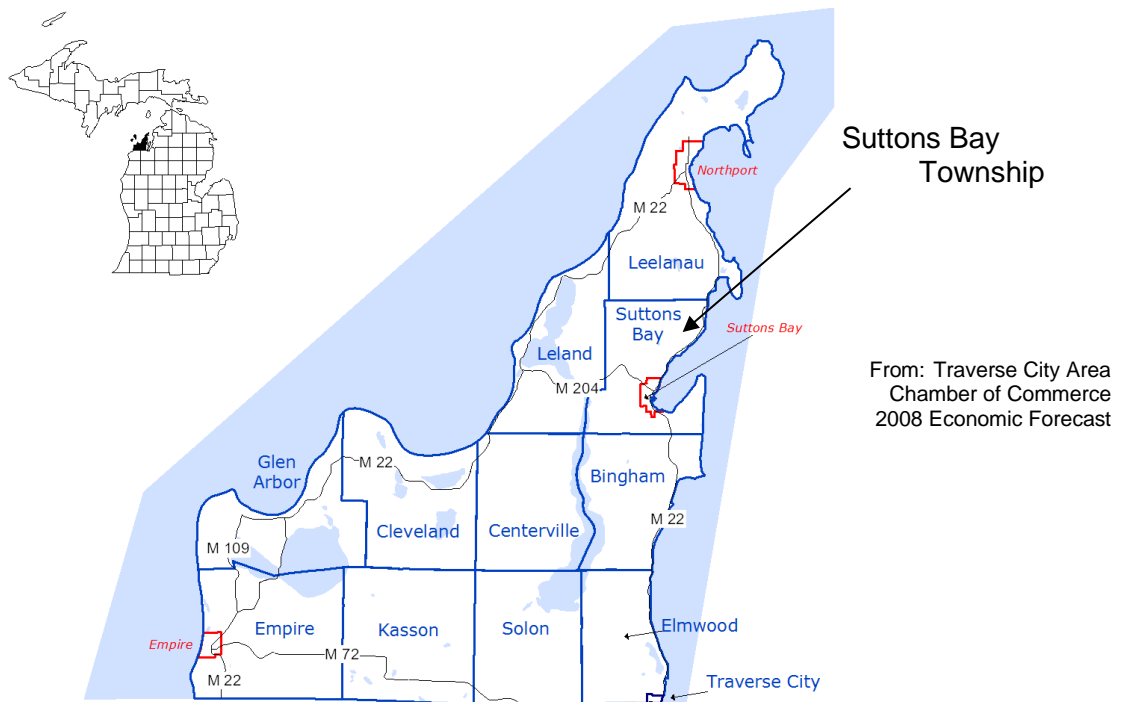 Suttons Bay
Township
Northport
M 22
Leelanau
Suttons
Bay
Suttons Bay
Leland
M 204
From: Traverse City Area
Chamber of Commerce
2008 Economic Forecast
Glen
Arbor
M 22
Bingham
Cleveland
Centerville
M 22
M 109
Empire
Empire
Kasson
Solon
Elmwood
M 72
M 22
Traverse City